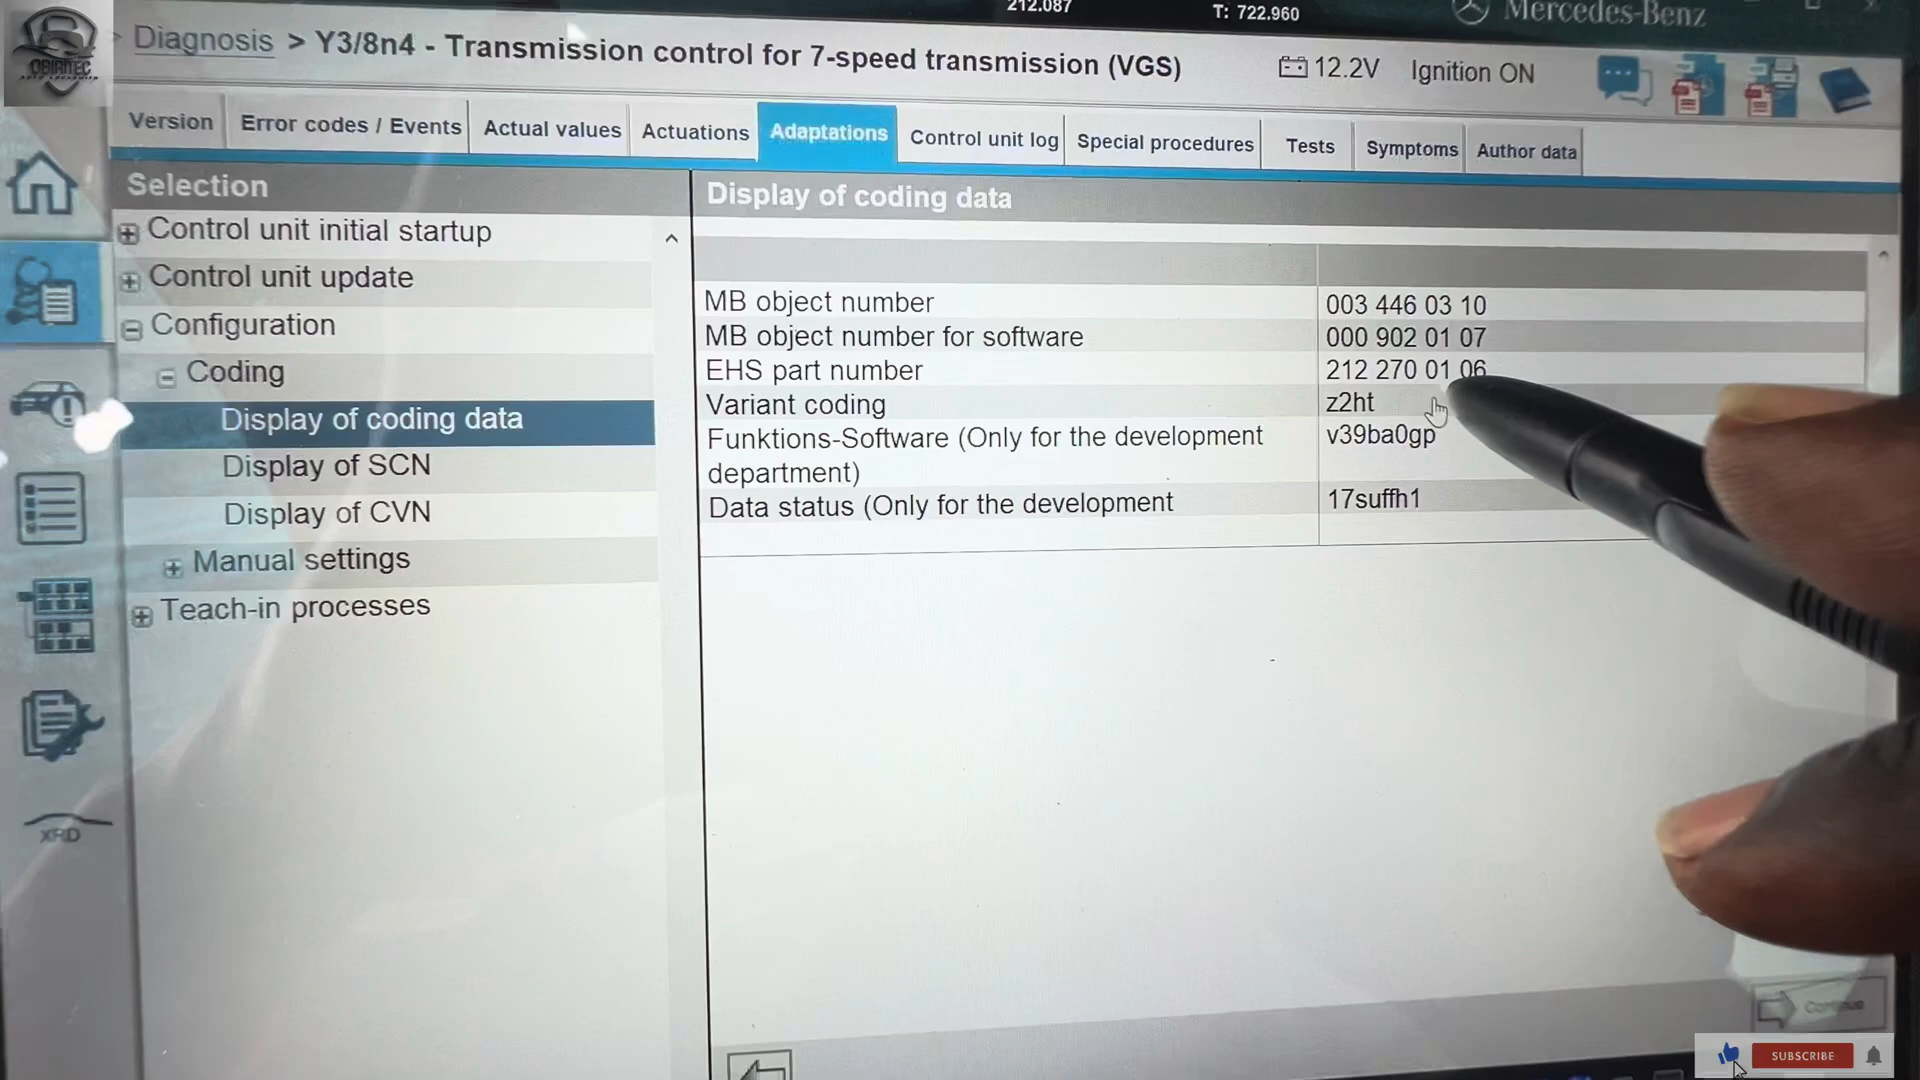 212.087
T: 722.960
Mercedes-Benz
OBIRITEC
Diagnosis > Y3/8n4 - Transmission control for 7-speed transmission (VGS)
12.2V
Ignition ON
Version
Error codes / Events
Actual values
Actuations
Adaptations
Control unit log
Special procedures
Tests
Symptoms
Author data
Selection
Control unit initial startup
Control unit update
Configuration
Coding
Display of coding data
Display of SCN
Display of CVN
Manual settings
Teach-in processes
XRD
Display of coding data
MB object number 003 446 03 10
MB object number for software 000 902 01 07
EHS part number 212 270 01 06
Variant coding z2ht
Funktions-Software (Only for the development v39ba0gp
department)
Data status (Only for the development 17suffh1
Continue
SUBSCRIBE